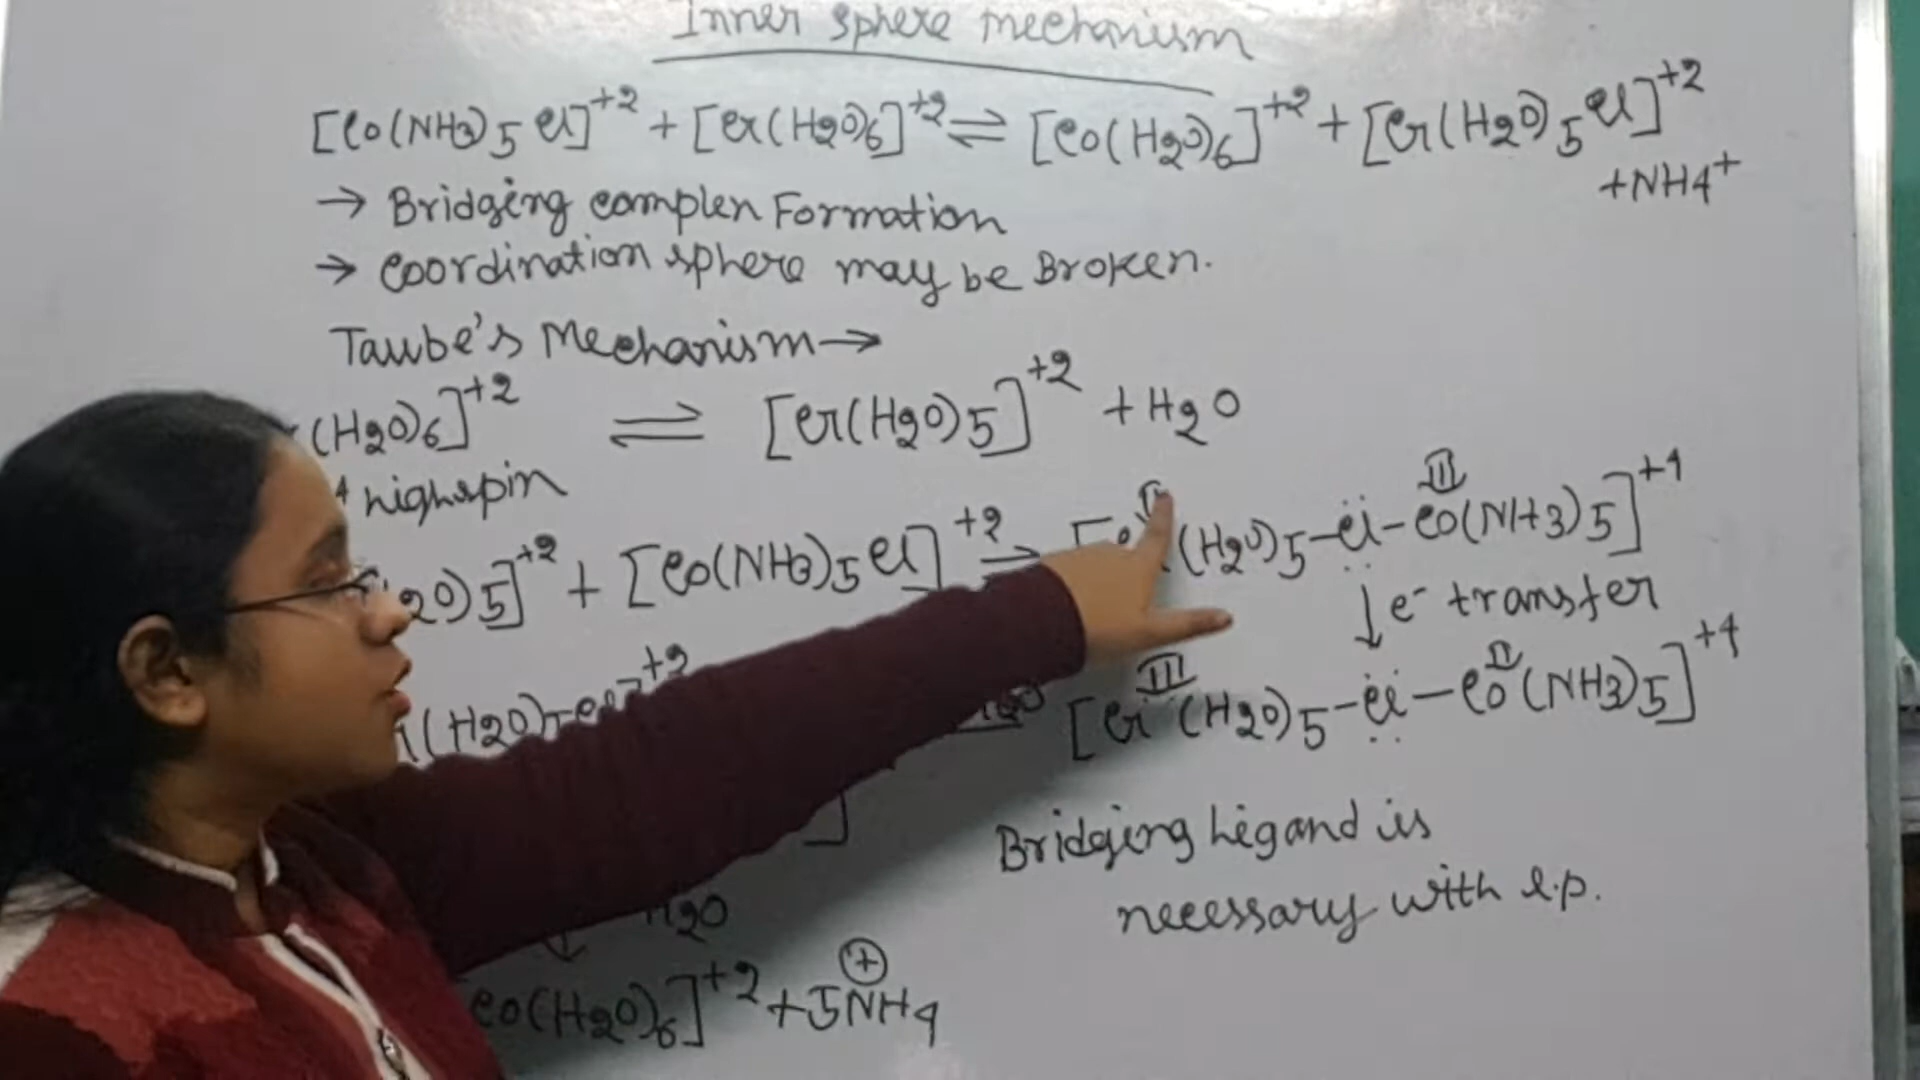 Inner sphere mechanism
[Co(NH3)5Cl]+2 + [Cr(H2O)6]+2 ⇌ [Co(H2O)6]+2 + [Cr(H2O)5Cl]+2
+NH4+
→ Bridging complex Formation
→ Coordination sphere may be Broken.
Taube's Mechanism→
(H2O)6]+2 ⇌ [Cr(H2O)5]+2 + H2O
4 highspin
2O)5]+2 + [Co(NH3)5Cl]+2 ⇌ (H2O)5-Cl-Co III (NH3)5]+4
↓e- transfer
(H2O)5 +2 [Cr III (H2O)5-Cl-Co II (NH3)5]+4
]
Bridging Ligand is
necessary with l.p.
↓ H2O
Co(H2O)6]+2 +5NH4 +